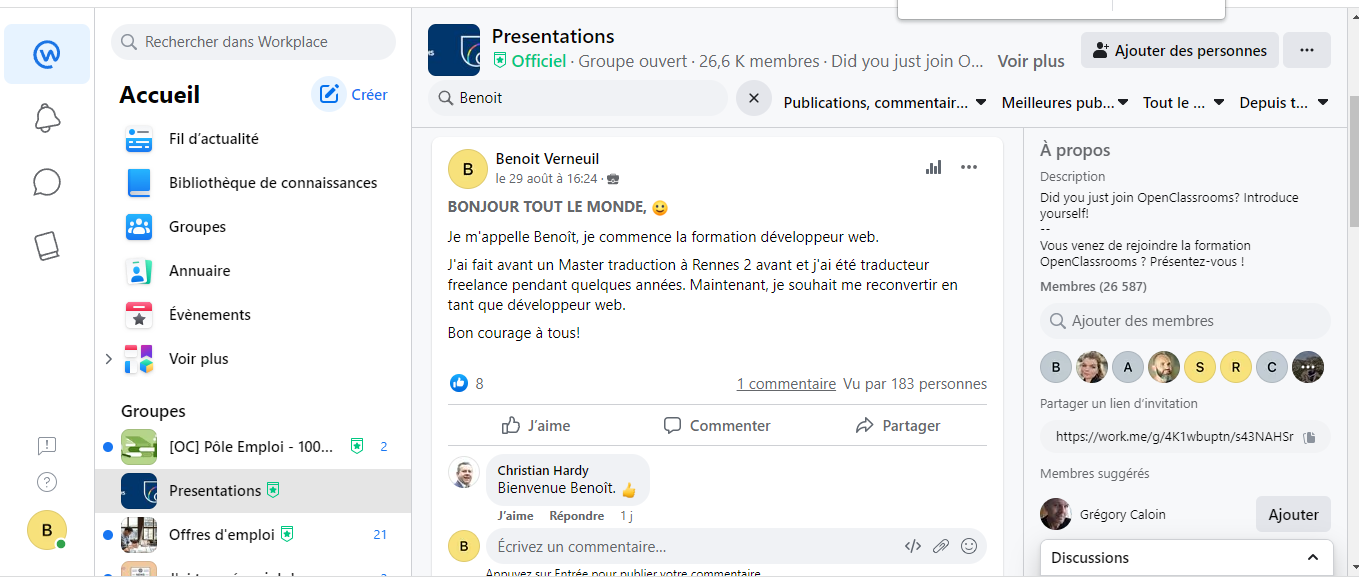 Rechercher dans Workplace
Accueil
Créer
Fil d’actualité
Bibliothèque de connaissances
Groupes
Annuaire
Évènements
Voir plus
Groupes
[OC] Pôle Emploi - 100... 2
Presentations
Offres d'emploi 21
B
Presentations
Officiel · Groupe ouvert · 26,6 K membres · Did you just join O... Voir plus
Ajouter des personnes
Benoit
Publications, commentair... Meilleures pub... Tout le ... Depuis t...
B
Benoit Verneuil
le 29 août à 16:24 ·
BONJOUR TOUT LE MONDE,
Je m'appelle Benoît, je commence la formation développeur web.
J'ai fait avant un Master traduction à Rennes 2 avant et j'ai été traducteur
freelance pendant quelques années. Maintenant, je souhait me reconvertir en
tant que développeur web.
Bon courage à tous!
8
1 commentaire Vu par 183 personnes
J’aime Commenter Partager
Christian Hardy
Bienvenue Benoît.
J’aime Répondre 1 j
B
Écrivez un commentaire...
Appuyez sur Entrée pour publier votre commentaire.
À propos
Description
Did you just join OpenClassrooms? Introduce
yourself!
--
Vous venez de rejoindre la formation
OpenClassrooms ? Présentez-vous !
Membres (26 587)
Ajouter des membres
B A S R C
Partager un lien d’invitation
https://work.me/g/4K1wbuptn/s43NAHSr
Membres suggérés
Grégory Caloin Ajouter
Discussions